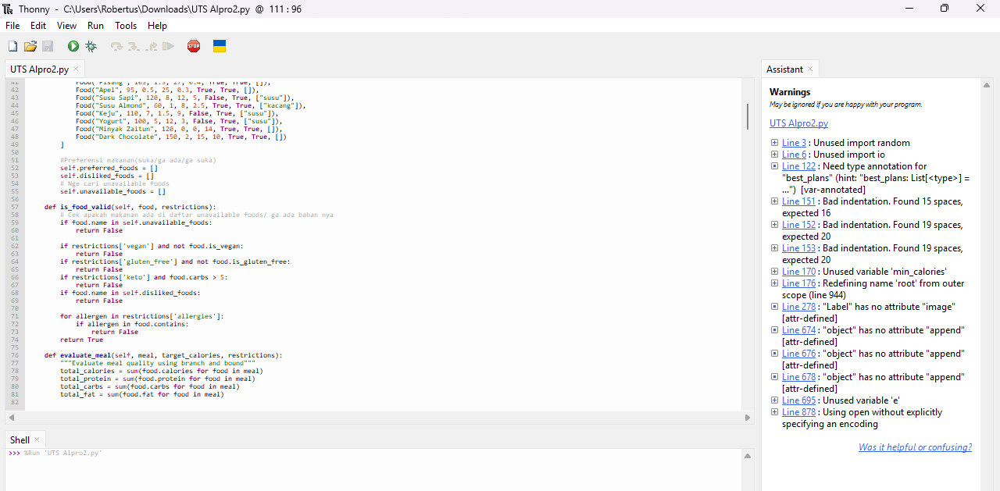 Thonny - C:\Users\Robertus\Downloads\UTS Alpro2.py @ 111 : 96
File Edit View Run Tools Help
STOP
UTS Alpro2.py ×
41 Food("Pisang", 105, 1.3, 27, 0.4, True, True, []),
42 Food("Apel", 95, 0.5, 25, 0.3, True, True, []),
43 Food("Susu Sapi", 120, 8, 12, 5, False, True, ["susu"]),
44 Food("Susu Almond", 60, 1, 8, 2.5, True, True, ["kacang"]),
45 Food("Keju", 110, 7, 1.5, 9, False, True, ["susu"]),
46 Food("Yogurt", 100, 5, 12, 3, False, True, ["susu"]),
47 Food("Minyak Zaitun", 120, 0, 0, 14, True, True, []),
48 Food("Dark Chocolate", 150, 2, 15, 10, True, True, [])
49 ]
50
51 #Preferensi makanan(suka/ga ada/ga suka)
52 self.preferred_foods = []
53 self.disliked_foods = []
54 # Nge cari unavailable foods
55 self.unavailable_foods = []
56
57 def is_food_valid(self, food, restrictions):
58 # Cek apakah makanan ada di daftar unavailable foods/ ga ada bahan nya
59 if food.name in self.unavailable_foods:
60 return False
61
62 if restrictions['vegan'] and not food.is_vegan:
63 return False
64 if restrictions['gluten_free'] and not food.is_gluten_free:
65 return False
66 if restrictions['keto'] and food.carbs > 5:
67 return False
68 if food.name in self.disliked_foods:
69 return False
70
71 for allergen in restrictions['allergies']:
72 if allergen in food.contains:
73 return False
74 return True
75
76 def evaluate_meal(self, meal, target_calories, restrictions):
77 """Evaluate meal quality using branch and bound"""
78 total_calories = sum(food.calories for food in meal)
79 total_protein = sum(food.protein for food in meal)
80 total_carbs = sum(food.carbs for food in meal)
81 total_fat = sum(food.fat for food in meal)
82
Shell ×
>>> %Run 'UTS Alpro2.py'
Assistant ×
Warnings
May be ignored if you are happy with your program.
UTS Alpro2.py
Line 3 : Unused import random
Line 6 : Unused import io
Line 122 : Need type annotation for
"best_plans" (hint: "best_plans: List[<type>] =
...") [var-annotated]
Line 151 : Bad indentation. Found 15 spaces,
expected 16
Line 152 : Bad indentation. Found 19 spaces,
expected 20
Line 153 : Bad indentation. Found 19 spaces,
expected 20
Line 170 : Unused variable 'min_calories'
Line 176 : Redefining name 'root' from outer
scope (line 944)
Line 278 : "Label" has no attribute "image"
[attr-defined]
Line 674 : "object" has no attribute "append"
[attr-defined]
Line 676 : "object" has no attribute "append"
[attr-defined]
Line 678 : "object" has no attribute "append"
[attr-defined]
Line 695 : Unused variable 'e'
Line 878 : Using open without explicitly
specifying an encoding
Was it helpful or confusing?